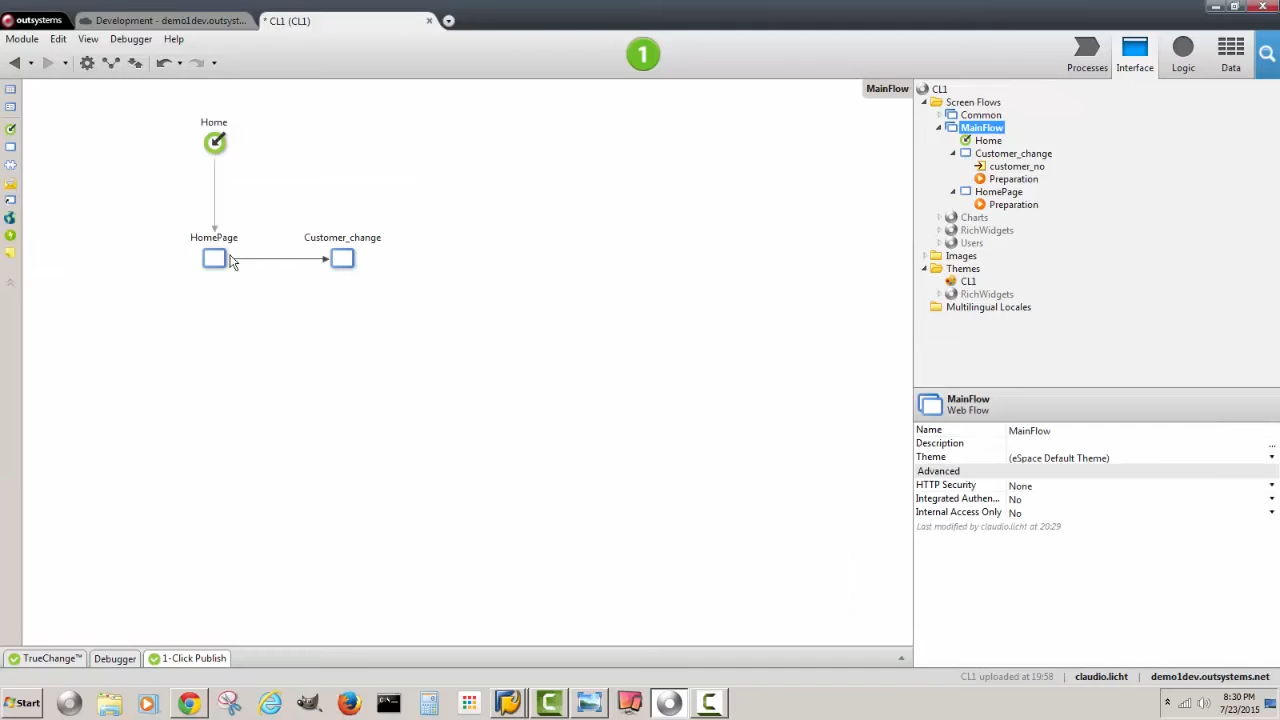 outsystems
Development - demo1dev.outsyst...
* CL1 (CL1)
Module Edit View Debugger Help
1
Processes Interface Logic Data
MainFlow
Home
HomePage
Customer_change
CL1
Screen Flows
Common
MainFlow
Home
Customer_change
customer_no
Preparation
HomePage
Preparation
Charts
RichWidgets
Users
Images
Themes
CL1
RichWidgets
Multilingual Locales
MainFlow
Web Flow
Name MainFlow
Description ...
Theme (eSpace Default Theme)
Advanced
HTTP Security None
Integrated Authen... No
Internal Access Only No
Last modified by claudio.licht at 20:29
TrueChange™ Debugger 1-Click Publish
CL1 uploaded at 19:58 claudio.licht demo1dev.outsystems.net
Start
8:30 PM
7/23/2015